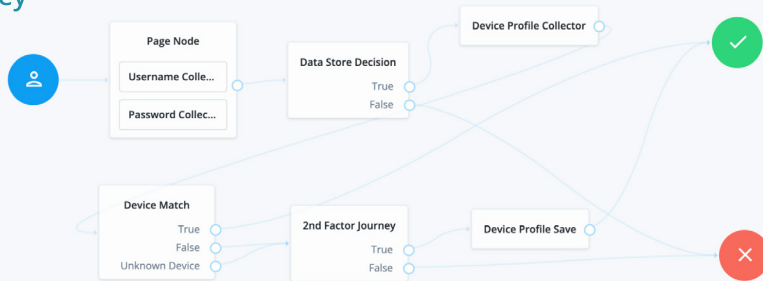 Page Node
Username Colle...
Password Collec...
Data Store Decision
True
False
Device Profile Collector
Device Match
True
False
Unknown Device
2nd Factor Journey
True
False
Device Profile Save